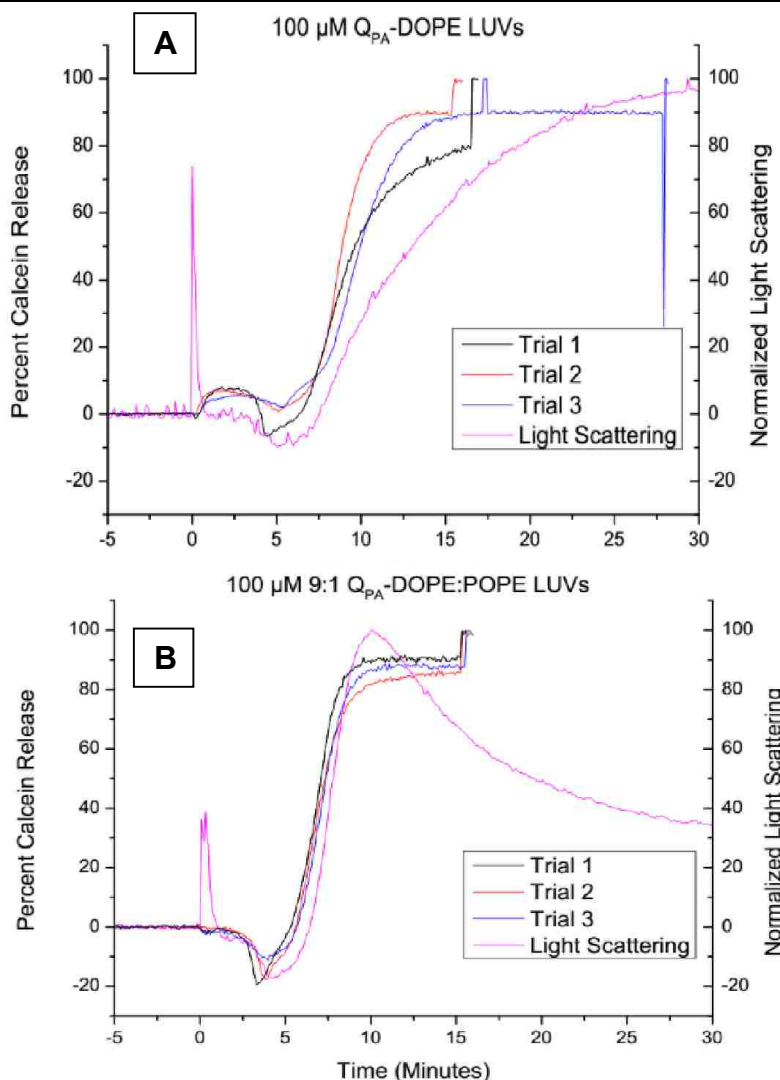 A
100 µM Q_PA-DOPE LUVs
Percent Calcein Release
100
80
60
40
20
0
-20
100
80
60
40
20
0
-20
Normalized Light Scattering
Trial 1
Trial 2
Trial 3
Light Scattering
-5 0 5 10 15 20 25 30
100 µM 9:1 Q_PA-DOPE:POPE LUVs
B
Percent Calcein Release
100
80
60
40
20
0
-20
100
80
60
40
20
0
-20
Normalized Light Scattering
Trial 1
Trial 2
Trial 3
Light Scattering
-5 0 5 10 15 20 25 30
Time (Minutes)